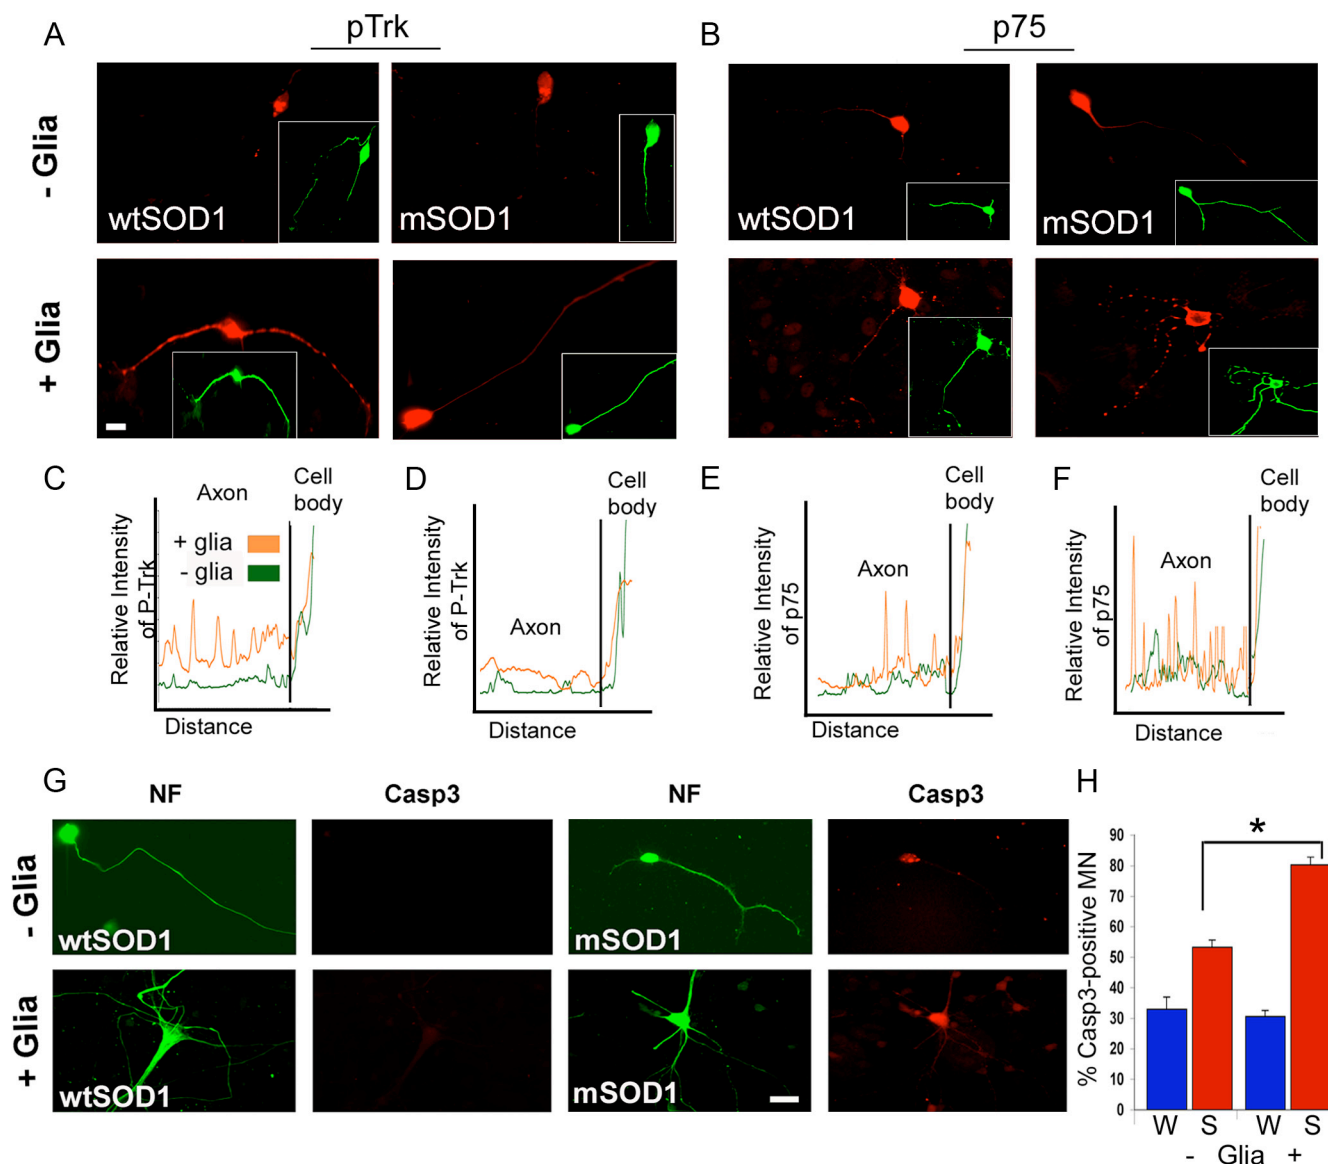 A
pTrk
B
p75
- Glia
wtSOD1
mSOD1
wtSOD1
mSOD1
+ Glia
C
Axon
Cell
body
+ glia
- glia
Relative Intensity
of P-Trk
Distance
D
Cell
body
Axon
Relative Intensity
of P-Trk
Distance
E
Cell
body
Axon
Relative Intensity
of p75
Distance
F
Cell
body
Axon
Relative Intensity
of p75
Distance
G
NF
Casp3
NF
Casp3
- Glia
wtSOD1
mSOD1
+ Glia
wtSOD1
mSOD1
H
*
% Casp3-positive MN
90
80
70
60
50
40
30
20
10
0
W S W S
- Glia +